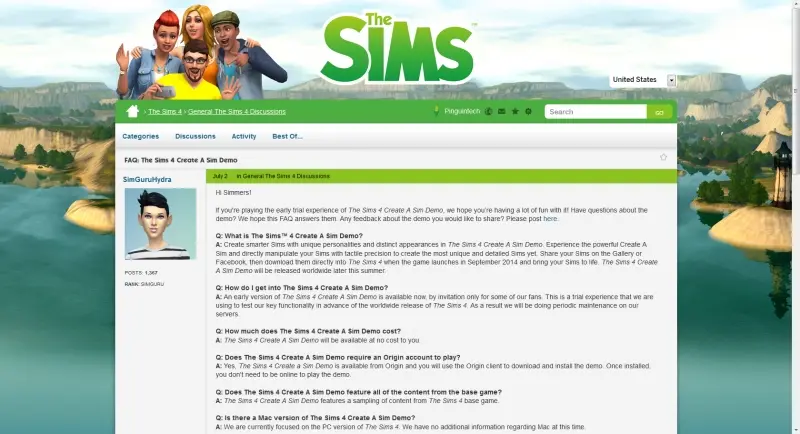 The
SIMS
™
United States
› The Sims 4 › General The Sims 4 Discussions
Pinguintech
Search
GO
Categories Discussions Activity Best Of...
FAQ: The Sims 4 Create A Sim Demo
SimGuruHydra
POSTS: 1,367
RANK: SIMGURU
July 2 in General The Sims 4 Discussions
Hi Simmers!
If you're playing the early trial experience of The Sims 4 Create A Sim Demo, we hope you're having a lot of fun with it! Have questions about the
demo? We hope this FAQ answers them. Any feedback about the demo you would like to share? Please post here.
Q: What is The Sims™ 4 Create A Sim Demo?
A: Create smarter Sims with unique personalities and distinct appearances in The Sims 4 Create A Sim Demo. Experience the powerful Create A
Sim and directly manipulate your Sims with tactile precision to create the most unique and detailed Sims yet. Share your Sims on the Gallery or
Facebook, then download them directly into The Sims 4 when the game launches in September 2014 and bring your Sims to life. The Sims 4 Create
A Sim Demo will be released worldwide later this summer.
Q: How do I get into The Sims 4 Create A Sim Demo?
A: An early version of The Sims 4 Create A Sim Demo is available now, by invitation only for some of our fans. This is a trial experience that we are
using to test our key functionality in advance of the worldwide release of The Sims 4. As a result we will be doing periodic maintenance on our
servers.
Q: How much does The Sims 4 Create A Sim Demo cost?
A: The Sims 4 Create A Sim Demo will be available at no cost to you.
Q: Does The Sims 4 Create A Sim Demo require an Origin account to play?
A: Yes, The Sims 4 Create a Sim Demo is available from Origin and you will use the Origin client to download and install the demo. Once installed,
you don't need to be online to play the demo.
Q: Does The Sims 4 Create A Sim Demo feature all of the content from the base game?
A: The Sims 4 Create A Sim Demo features a sampling of content from The Sims 4 base game.
Q: Is there a Mac version of The Sims 4 Create A Sim Demo?
A: We are currently focused on the PC version of The Sims 4. We have no additional information regarding Mac at this time.